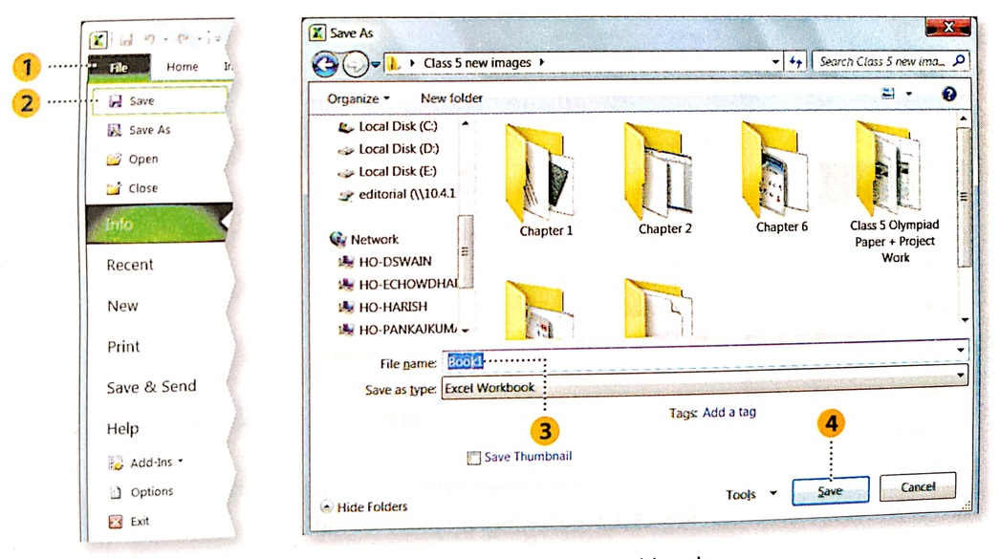 1
File
Home
2
Save
Save As
Open
Close
Info
Recent
New
Print
Save & Send
Help
Add-Ins
Options
Exit
Save As
Class 5 new images
Search Class 5 new ima...
Organize
New folder
Local Disk (C:)
Local Disk (D:)
Local Disk (E:)
editorial (\\10.4.1
Network
HO-DSWAIN
HO-ECHOWDHAI
HO-HARISH
HO-PANKAJKUM
Chapter 1
Chapter 2
Chapter 6
Class 5 Olympiad
Paper + Project
Work
File name: Book1
Save as type: Excel Workbook
Tags: Add a tag
3
4
Save Thumbnail
Hide Folders
Tools
Save
Cancel